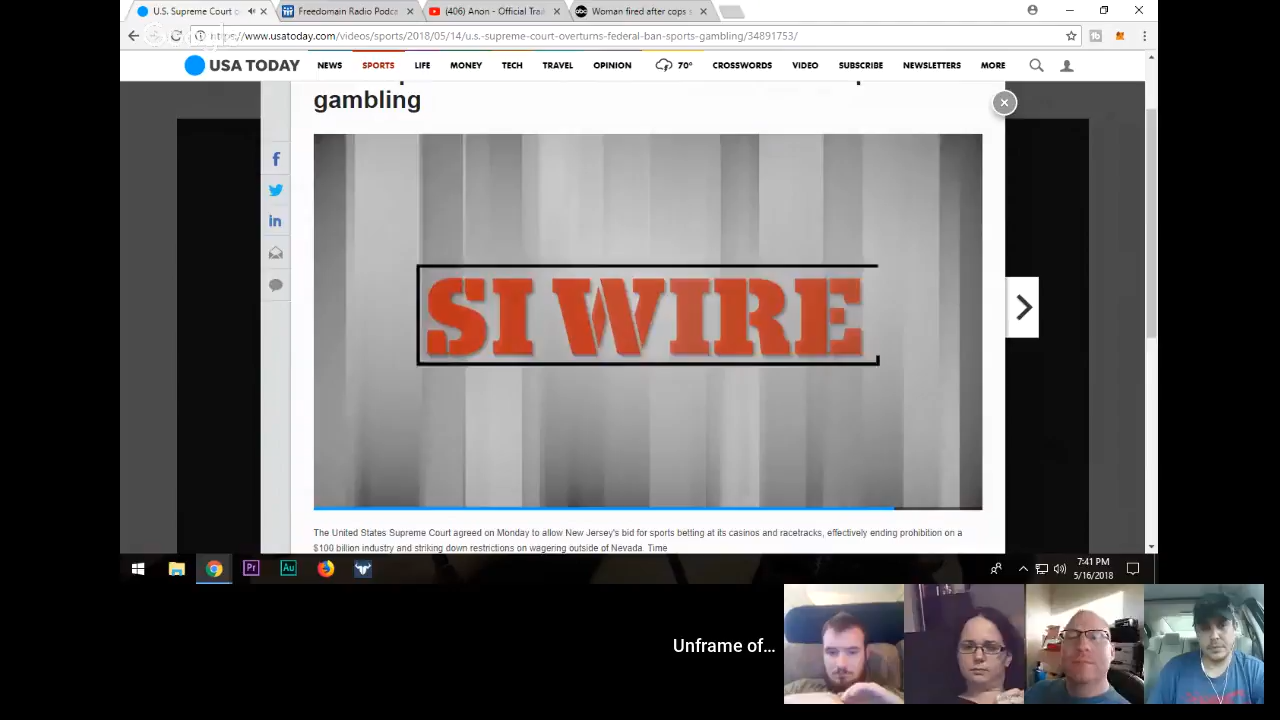 U.S. Supreme Court o
Freedomain Radio Podca
(406) Anon - Official Trail
Woman fired after cops s
https://www.usatoday.com/videos/sports/2018/05/14/u.s.-supreme-court-overturns-federal-ban-sports-gambling/34891753/
USA TODAY
NEWS SPORTS LIFE MONEY TECH TRAVEL OPINION 70° CROSSWORDS VIDEO SUBSCRIBE NEWSLETTERS MORE
gambling
SI WIRE
The United States Supreme Court agreed on Monday to allow New Jersey's bid for sports betting at its casinos and racetracks, effectively ending prohibition on a
$100 billion industry and striking down restrictions on wagering outside of Nevada. Time
7:41 PM
5/16/2018
Unframe of...